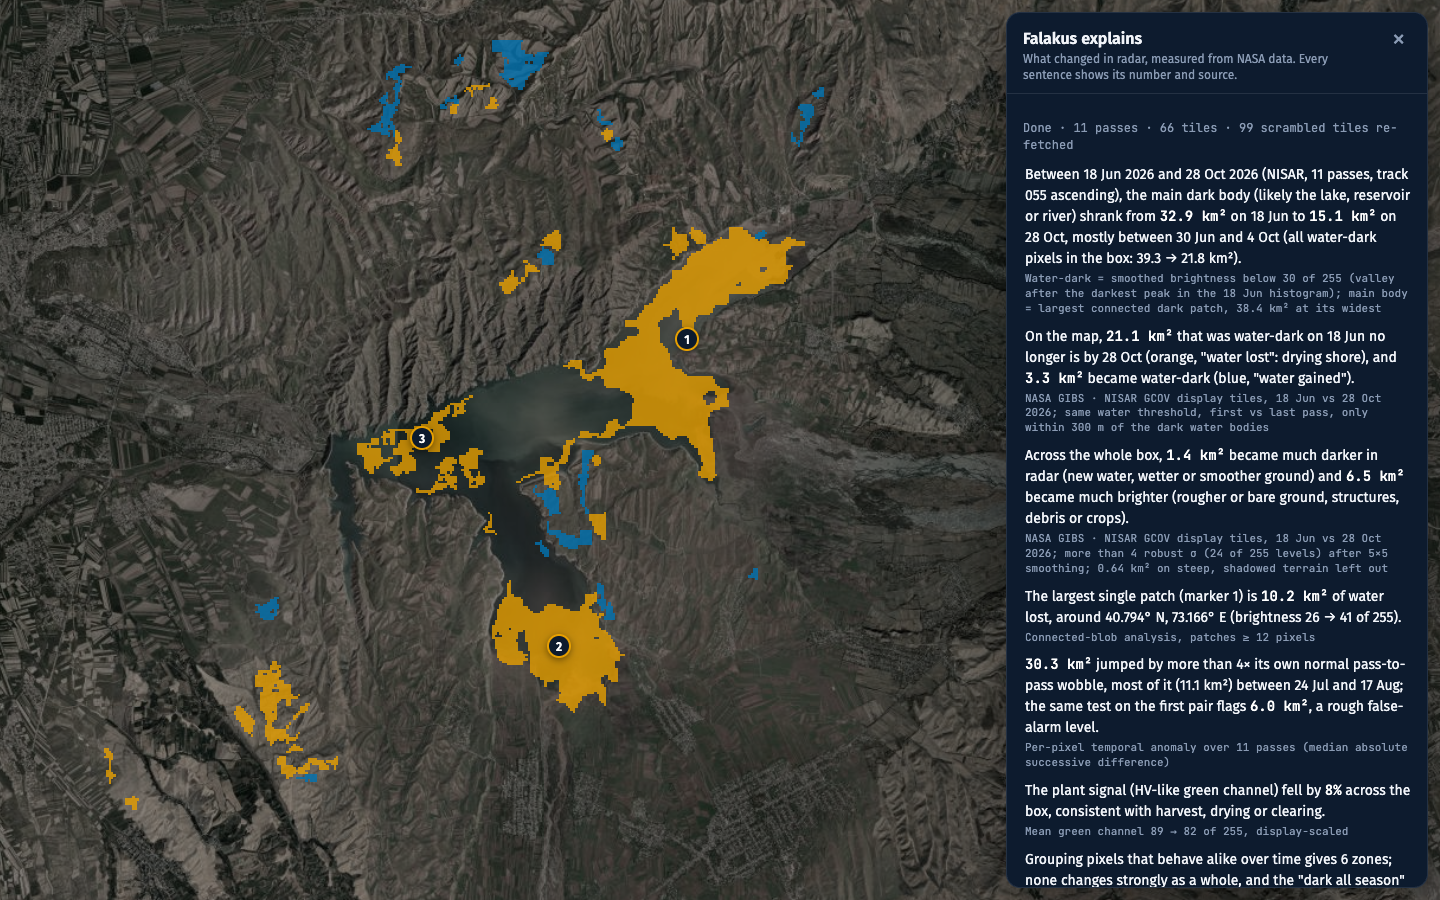 Falakus explains
What changed in radar, measured from NASA data. Every
sentence shows its number and source.
×
Done · 11 passes · 66 tiles · 99 scrambled tiles re-
fetched
Between 18 Jun 2026 and 28 Oct 2026 (NISAR, 11 passes, track
055 ascending), the main dark body (likely the lake, reservoir
or river) shrank from 32.9 km² on 18 Jun to 15.1 km² on
28 Oct, mostly between 30 Jun and 4 Oct (all water-dark
pixels in the box: 39.3 → 21.8 km²).
Water-dark = smoothed brightness below 30 of 255 (valley
after the darkest peak in the 18 Jun histogram); main body
= largest connected dark patch, 38.4 km² at its widest
On the map, 21.1 km² that was water-dark on 18 Jun no
longer is by 28 Oct (orange, "water lost": drying shore), and
3.3 km² became water-dark (blue, "water gained").
NASA GIBS · NISAR GCOV display tiles, 18 Jun vs 28 Oct
2026; same water threshold, first vs last pass, only
within 300 m of the dark water bodies
Across the whole box, 1.4 km² became much darker in
radar (new water, wetter or smoother ground) and 6.5 km²
became much brighter (rougher or bare ground, structures,
debris or crops).
NASA GIBS · NISAR GCOV display tiles, 18 Jun vs 28 Oct
2026; more than 4 robust σ (24 of 255 levels) after 5×5
smoothing; 0.64 km² on steep, shadowed terrain left out
The largest single patch (marker 1) is 10.2 km² of water
lost, around 40.794° N, 73.166° E (brightness 26 → 41 of 255).
Connected-blob analysis, patches ≥ 12 pixels
30.3 km² jumped by more than 4× its own normal pass-to-
pass wobble, most of it (11.1 km²) between 24 Jul and 17 Aug;
the same test on the first pair flags 6.0 km², a rough false-
alarm level.
Per-pixel temporal anomaly over 11 passes (median absolute
successive difference)
The plant signal (HV-like green channel) fell by 8% across the
box, consistent with harvest, drying or clearing.
Mean green channel 89 → 82 of 255, display-scaled
Grouping pixels that behave alike over time gives 6 zones;
none changes strongly as a whole, and the "dark all season"
1
3
2